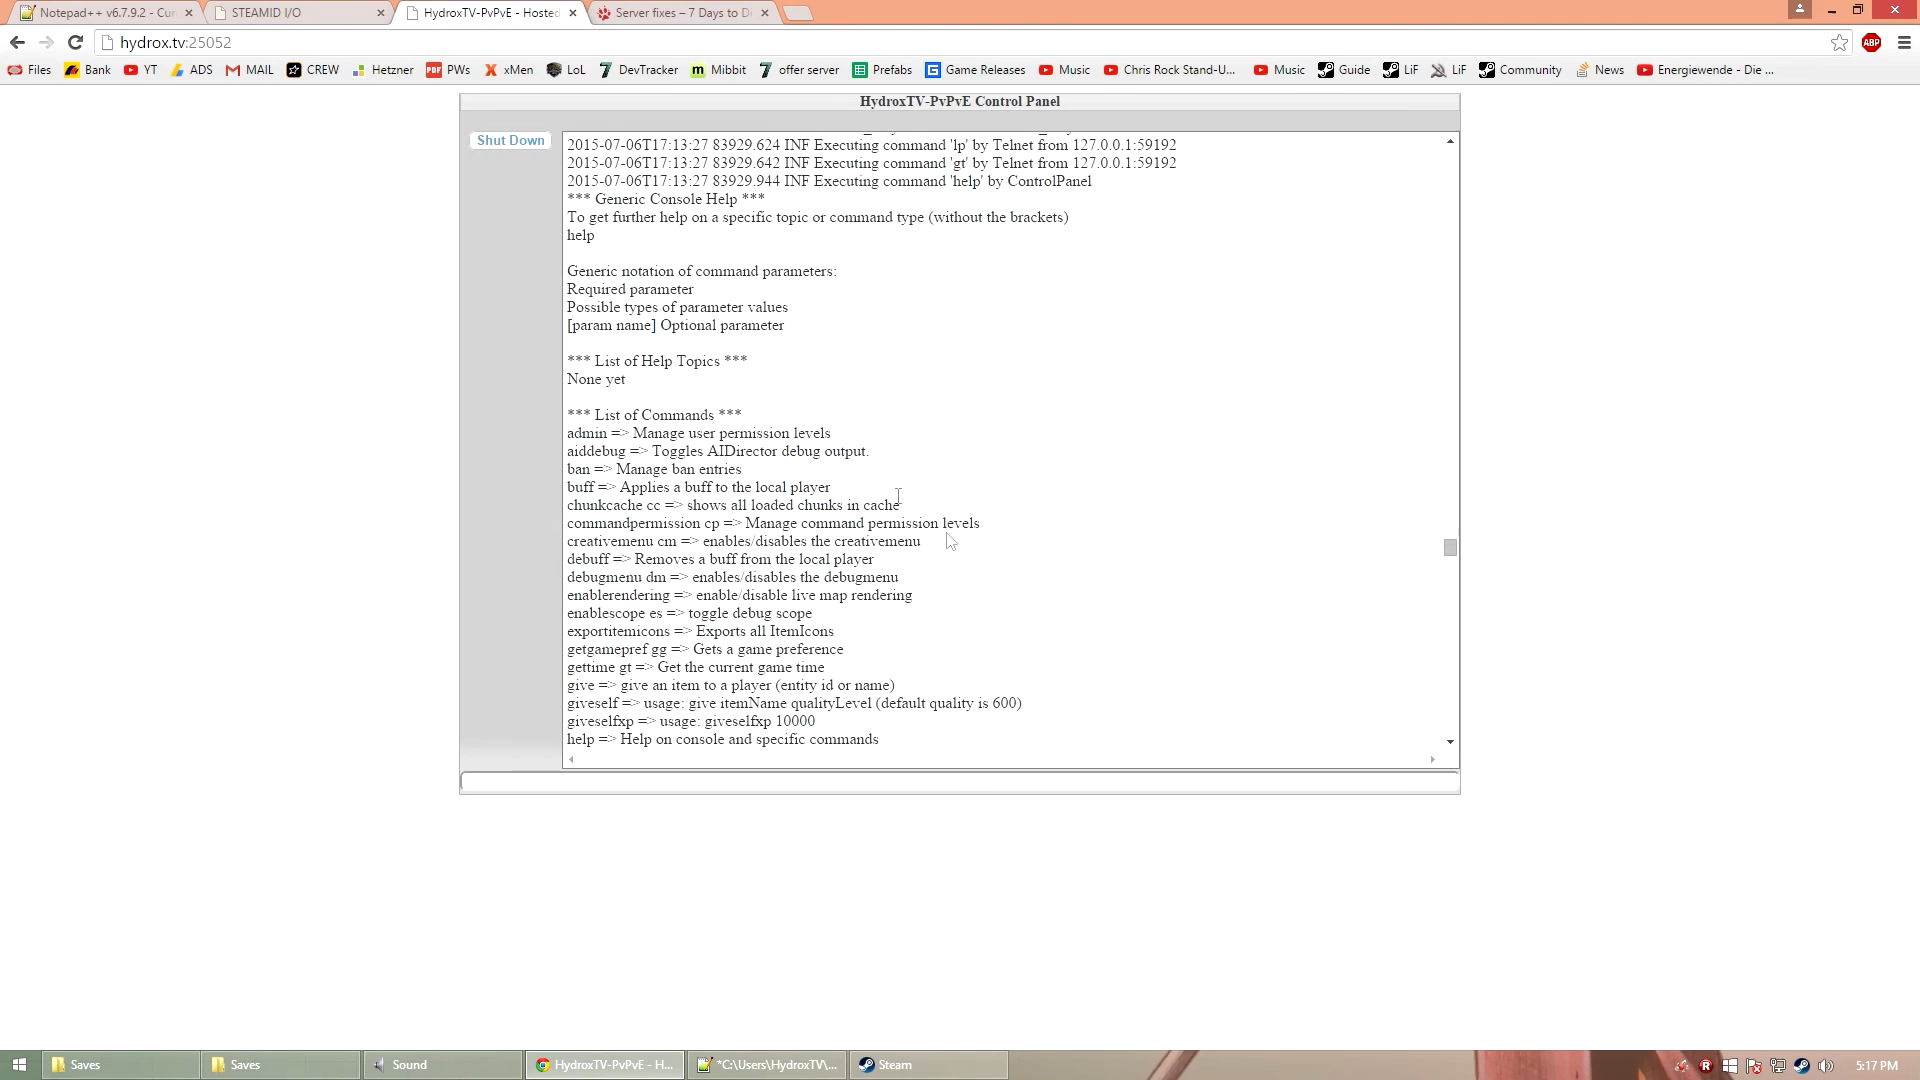 Notepad++ v6.7.9.2 - Cur
STEAMID I/O
HydroxTV-PvPvE - Hosted
Server fixes – 7 Days to Di
hydrox.tv:25052
ABP
Files
Bank
YT
ADS
MAIL
CREW
Hetzner
PDF PWs
xMen
LoL
DevTracker
Mibbit
offer server
Prefabs
Game Releases
Music
Chris Rock Stand-U...
Music
Guide
LiF
LiF
Community
News
Energiewende - Die ...
HydroxTV-PvPvE Control Panel
Shut Down
2015-07-06T17:13:27 83929.624 INF Executing command 'lp' by Telnet from 127.0.0.1:59192
2015-07-06T17:13:27 83929.642 INF Executing command 'gt' by Telnet from 127.0.0.1:59192
2015-07-06T17:13:27 83929.944 INF Executing command 'help' by ControlPanel
*** Generic Console Help ***
To get further help on a specific topic or command type (without the brackets)
help
Generic notation of command parameters:
Required parameter
Possible types of parameter values
[param name] Optional parameter
*** List of Help Topics ***
None yet
*** List of Commands ***
admin => Manage user permission levels
aiddebug => Toggles AIDirector debug output.
ban => Manage ban entries
buff => Applies a buff to the local player
chunkcache cc => shows all loaded chunks in cache
commandpermission cp => Manage command permission levels
creativemenu cm => enables/disables the creativemenu
debuff => Removes a buff from the local player
debugmenu dm => enables/disables the debugmenu
enablerendering => enable/disable live map rendering
enablescope es => toggle debug scope
exportitemicons => Exports all ItemIcons
getgamepref gg => Gets a game preference
gettime gt => Get the current game time
give => give an item to a player (entity id or name)
giveself => usage: give itemName qualityLevel (default quality is 600)
giveselfxp => usage: giveselfxp 10000
help => Help on console and specific commands
Saves
Saves
Sound
HydroxTV-PvPvE - H...
*C:\Users\HydroxTV\...
Steam
5:17 PM